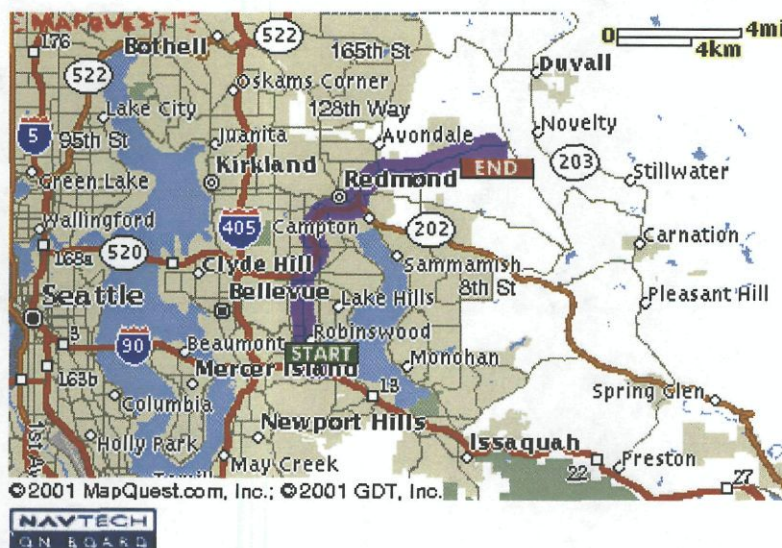 MAPQUEST
176
Bothell
522
165th St
0 4mi
4km
522
Oskams Corner
Duvall
Lake City
128th Way
5
95th St
Juanita
Avondale
Novelty
Kirkland
END
203
Green Lake
Redmond
Stillwater
Wallingford
405
Campton
202
168a
520
Carnation
Clyde Hill
Sammamish
Seattle
8th St
Bellevue
Lake Hills
Pleasant Hill
3
90
Robinswood
Beaumont
START
Monohan
163b
Mercer Island
13
Columbia
Spring Glen
1st Av
Holly Park
Newport Hills
Issaquah
May Creek
22
Preston
27
©2001 MapQuest.com, Inc.; ©2001 GDT, Inc.
NAVTECH
ON BOARD